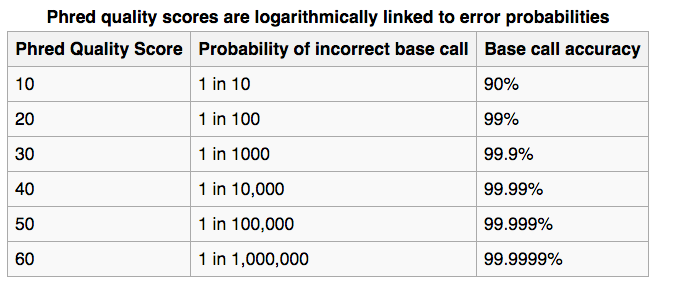 Phred quality scores are logarithmically linked to error probabilities
Phred Quality Score Probability of incorrect base call Base call accuracy
10 1 in 10 90%
20 1 in 100 99%
30 1 in 1000 99.9%
40 1 in 10,000 99.99%
50 1 in 100,000 99.999%
60 1 in 1,000,000 99.9999%